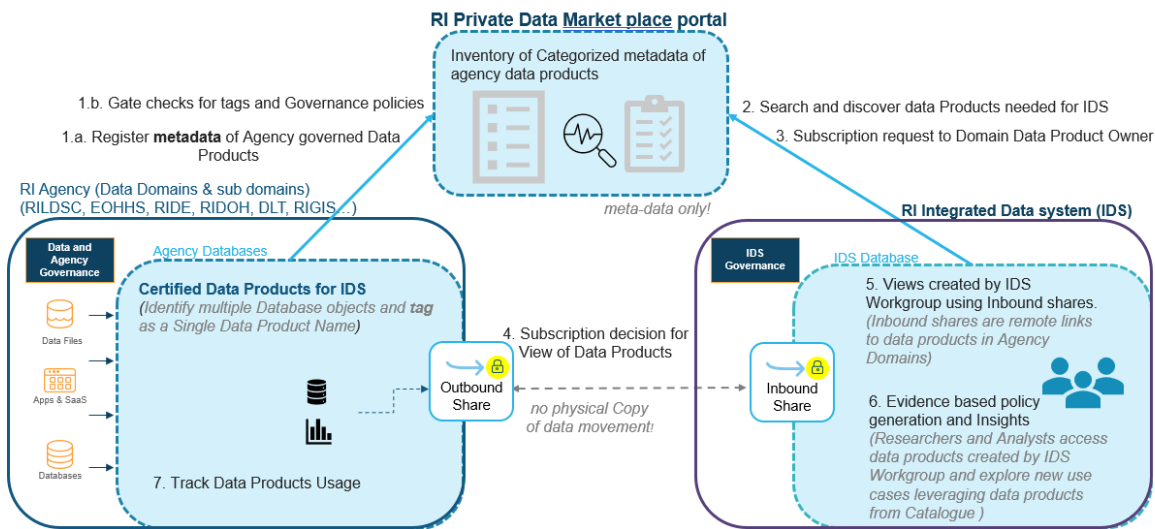 RI Private Data Market place portal
Inventory of Categorized metadata of
agency data products
1.b. Gate checks for tags and Governance policies
1.a. Register metadata of Agency governed Data
Products
2. Search and discover data Products needed for IDS
3. Subscription request to Domain Data Product Owner
meta-data only!
RI Agency (Data Domains & sub domains)
(RILDSC, EOHHS, RIDE, RIDOH, DLT, RIGIS...)
Data and
Agency
Governance
Agency Databases
Certified Data Products for IDS
(Identify multiple Database objects and tag
as a Single Data Product Name)
Data Files
Apps & SaaS
Databases
7. Track Data Products Usage
Outbound
Share
4. Subscription decision for
View of Data Products
no physical Copy
of data movement!
RI Integrated Data system (IDS)
IDS
Governance
IDS Database
Inbound
Share
5. Views created by IDS
Workgroup using Inbound shares.
(Inbound shares are remote links
to data products in Agency
Domains)
6. Evidence based policy
generation and Insights
(Researchers and Analysts access
data products created by IDS
Workgroup and explore new use
cases leveraging data products
from Catalogue )